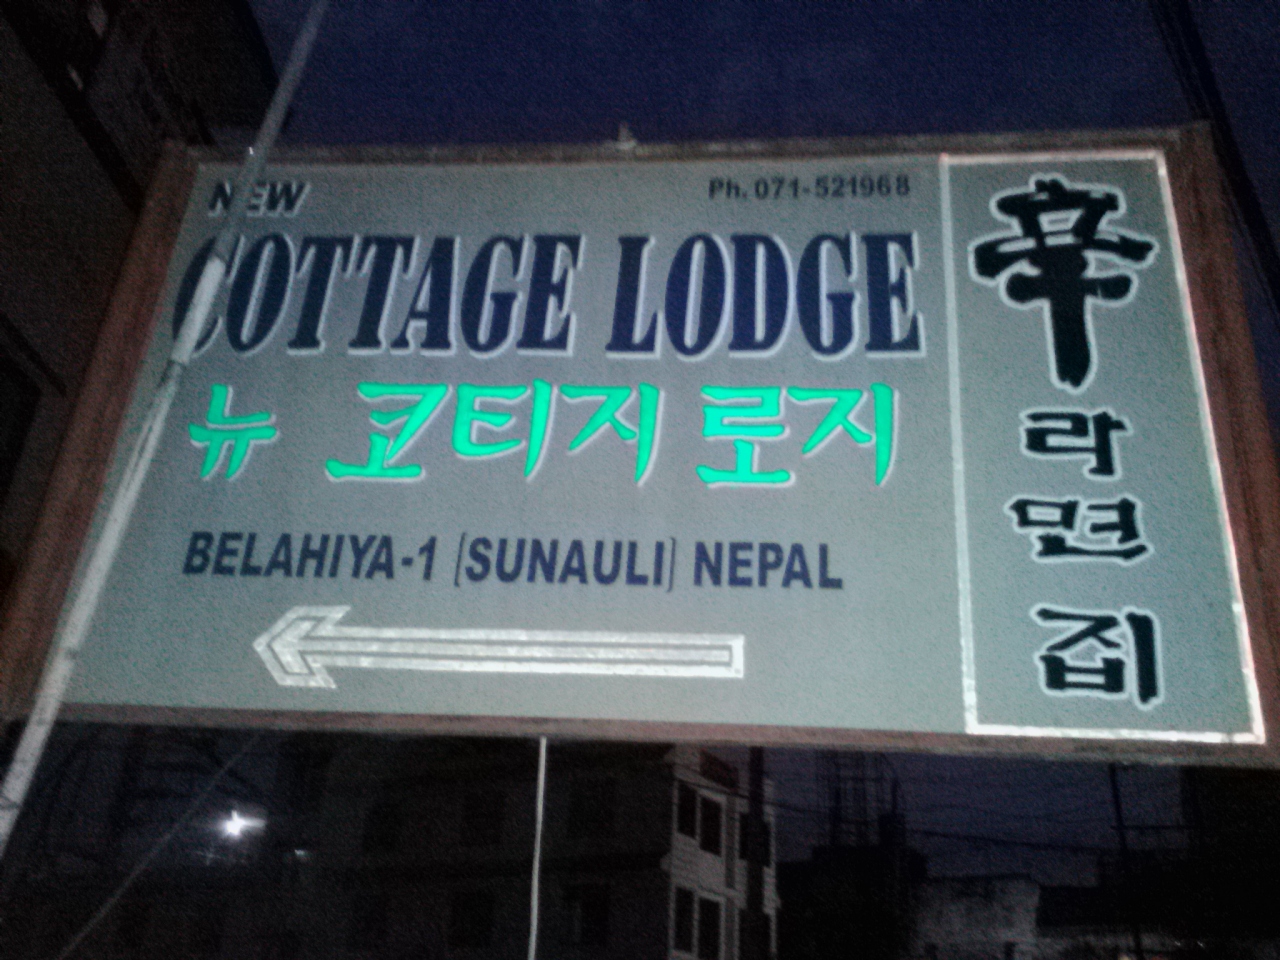 NEW
Ph. 071-521968
COTTAGE LODGE
뉴 코티지 로지
BELAHIYA-1 (SUNAULI) NEPAL
辛
라
면
집